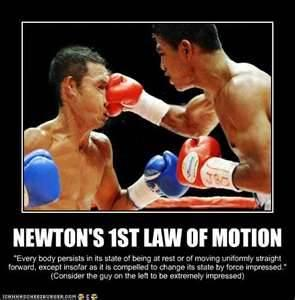 NEWTON'S 1ST LAW OF MOTION
"Every body persists in its state of being at rest or of moving uniformly straight
forward, except insofar as it is compelled to change its state by force impressed."
(Consider the guy on the left to be extremely impressed)
ICANHASCHEEZBURGER.COM